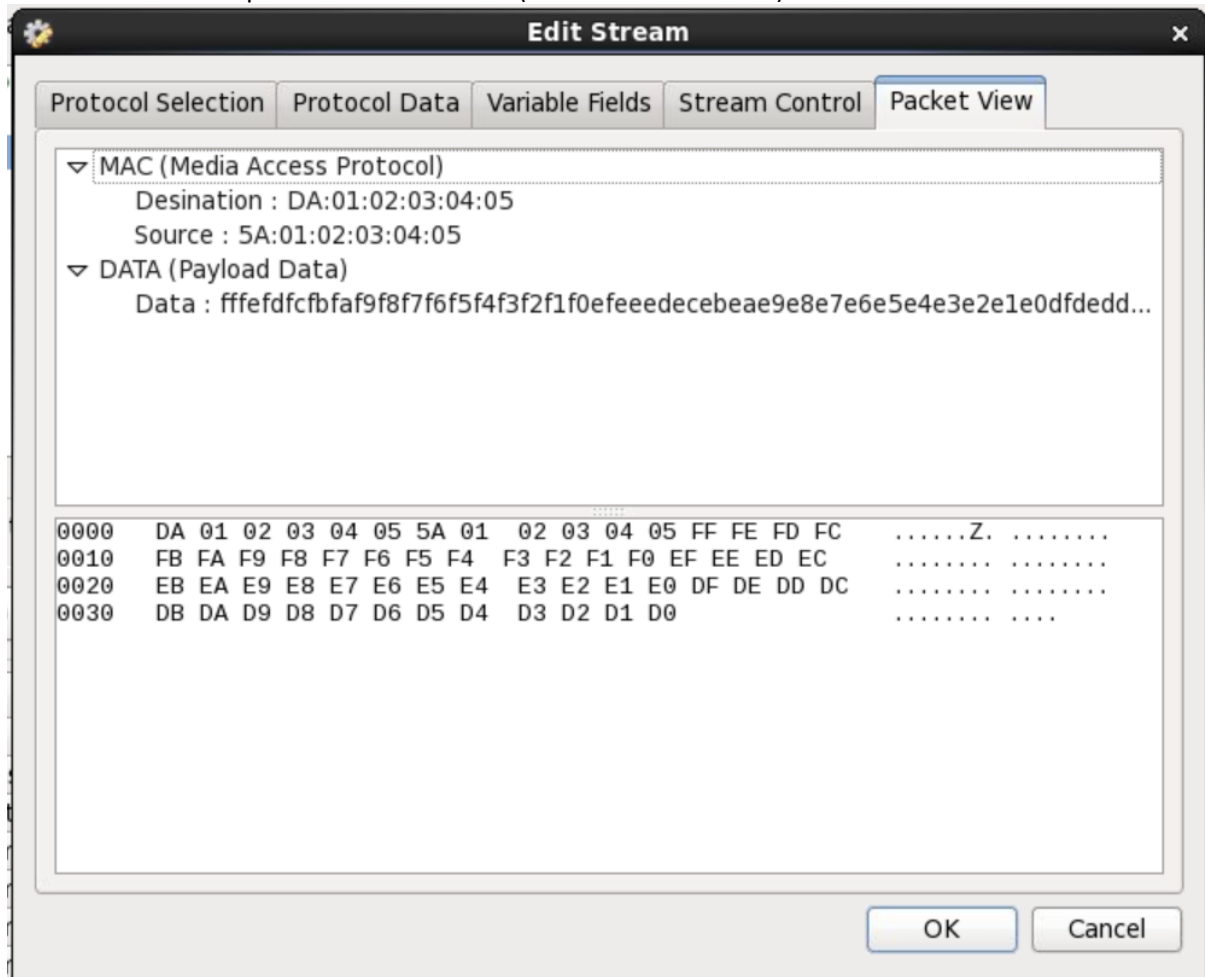 Edit Stream
Protocol Selection Protocol Data Variable Fields Stream Control Packet View
MAC (Media Access Protocol)
Desination : DA:01:02:03:04:05
Source : 5A:01:02:03:04:05
DATA (Payload Data)
Data : fffefdfcfbfaf9f8f7f6f5f4f3f2f1f0efeeedecebeae9e8e7e6e5e4e3e2e1e0dfdedd...
0000 DA 01 02 03 04 05 5A 01 02 03 04 05 FF FE FD FC ......Z. ........
0010 FB FA F9 F8 F7 F6 F5 F4 F3 F2 F1 F0 EF EE ED EC ........ ........
0020 EB EA E9 E8 E7 E6 E5 E4 E3 E2 E1 E0 DF DE DD DC ........ ........
0030 DB DA D9 D8 D7 D6 D5 D4 D3 D2 D1 D0 ........ ....
OK Cancel